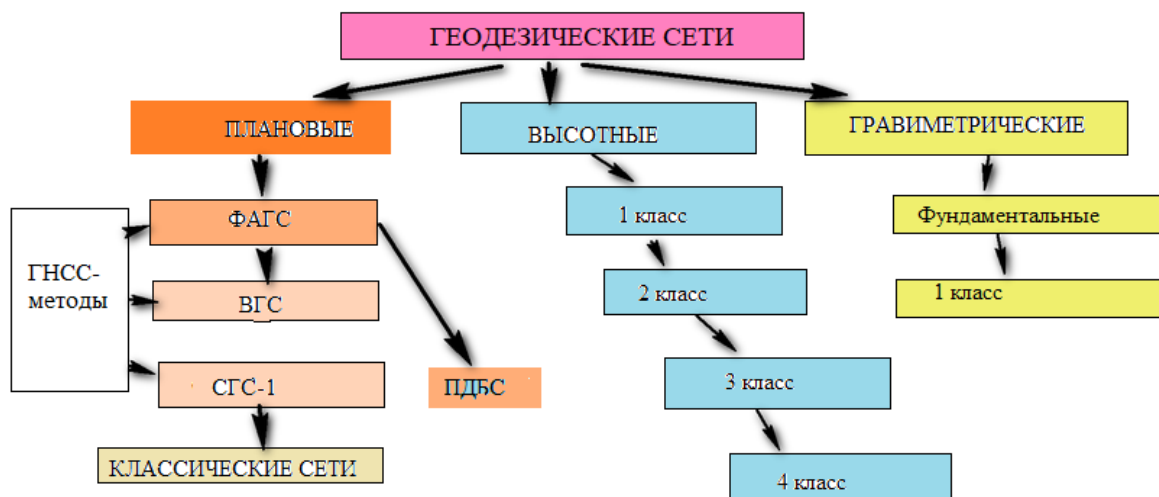 ГЕОДЕЗИЧЕСКИЕ СЕТИ
ПЛАНОВЫЕ
ВЫСОТНЫЕ
ГРАВИМЕТРИЧЕСКИЕ
ФАГС
1 класс
Фундаментальные
ГНСС-
методы
ВГС
2 класс
1 класс
СГС-1
ПДБС
3 класс
КЛАССИЧЕСКИЕ СЕТИ
4 класс